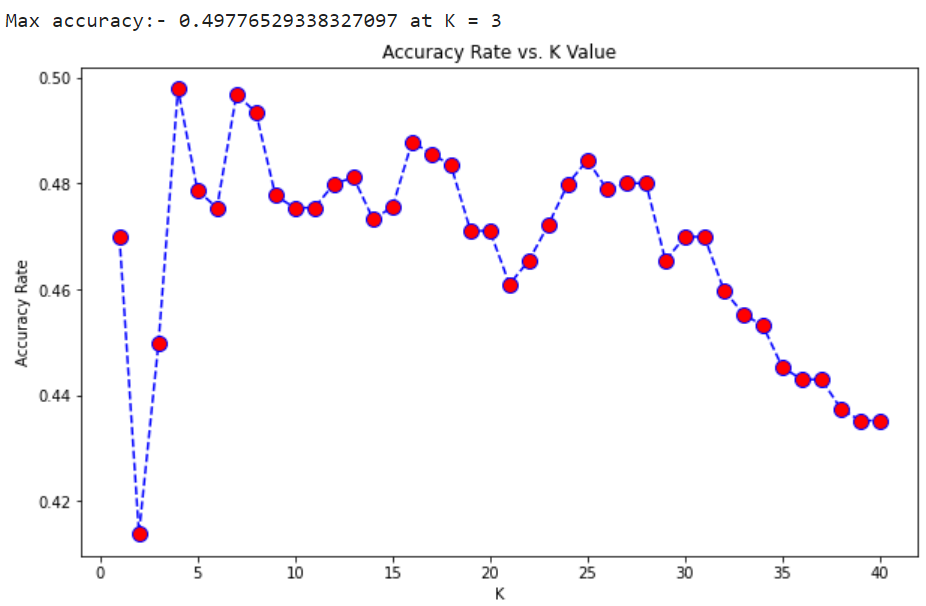 Max accuracy:- 0.49776529338327097 at K = 3
Accuracy Rate vs. K Value
0.50
0.48
0.46
0.44
0.42
Accuracy Rate
0 5 10 15 20 25 30 35 40
K